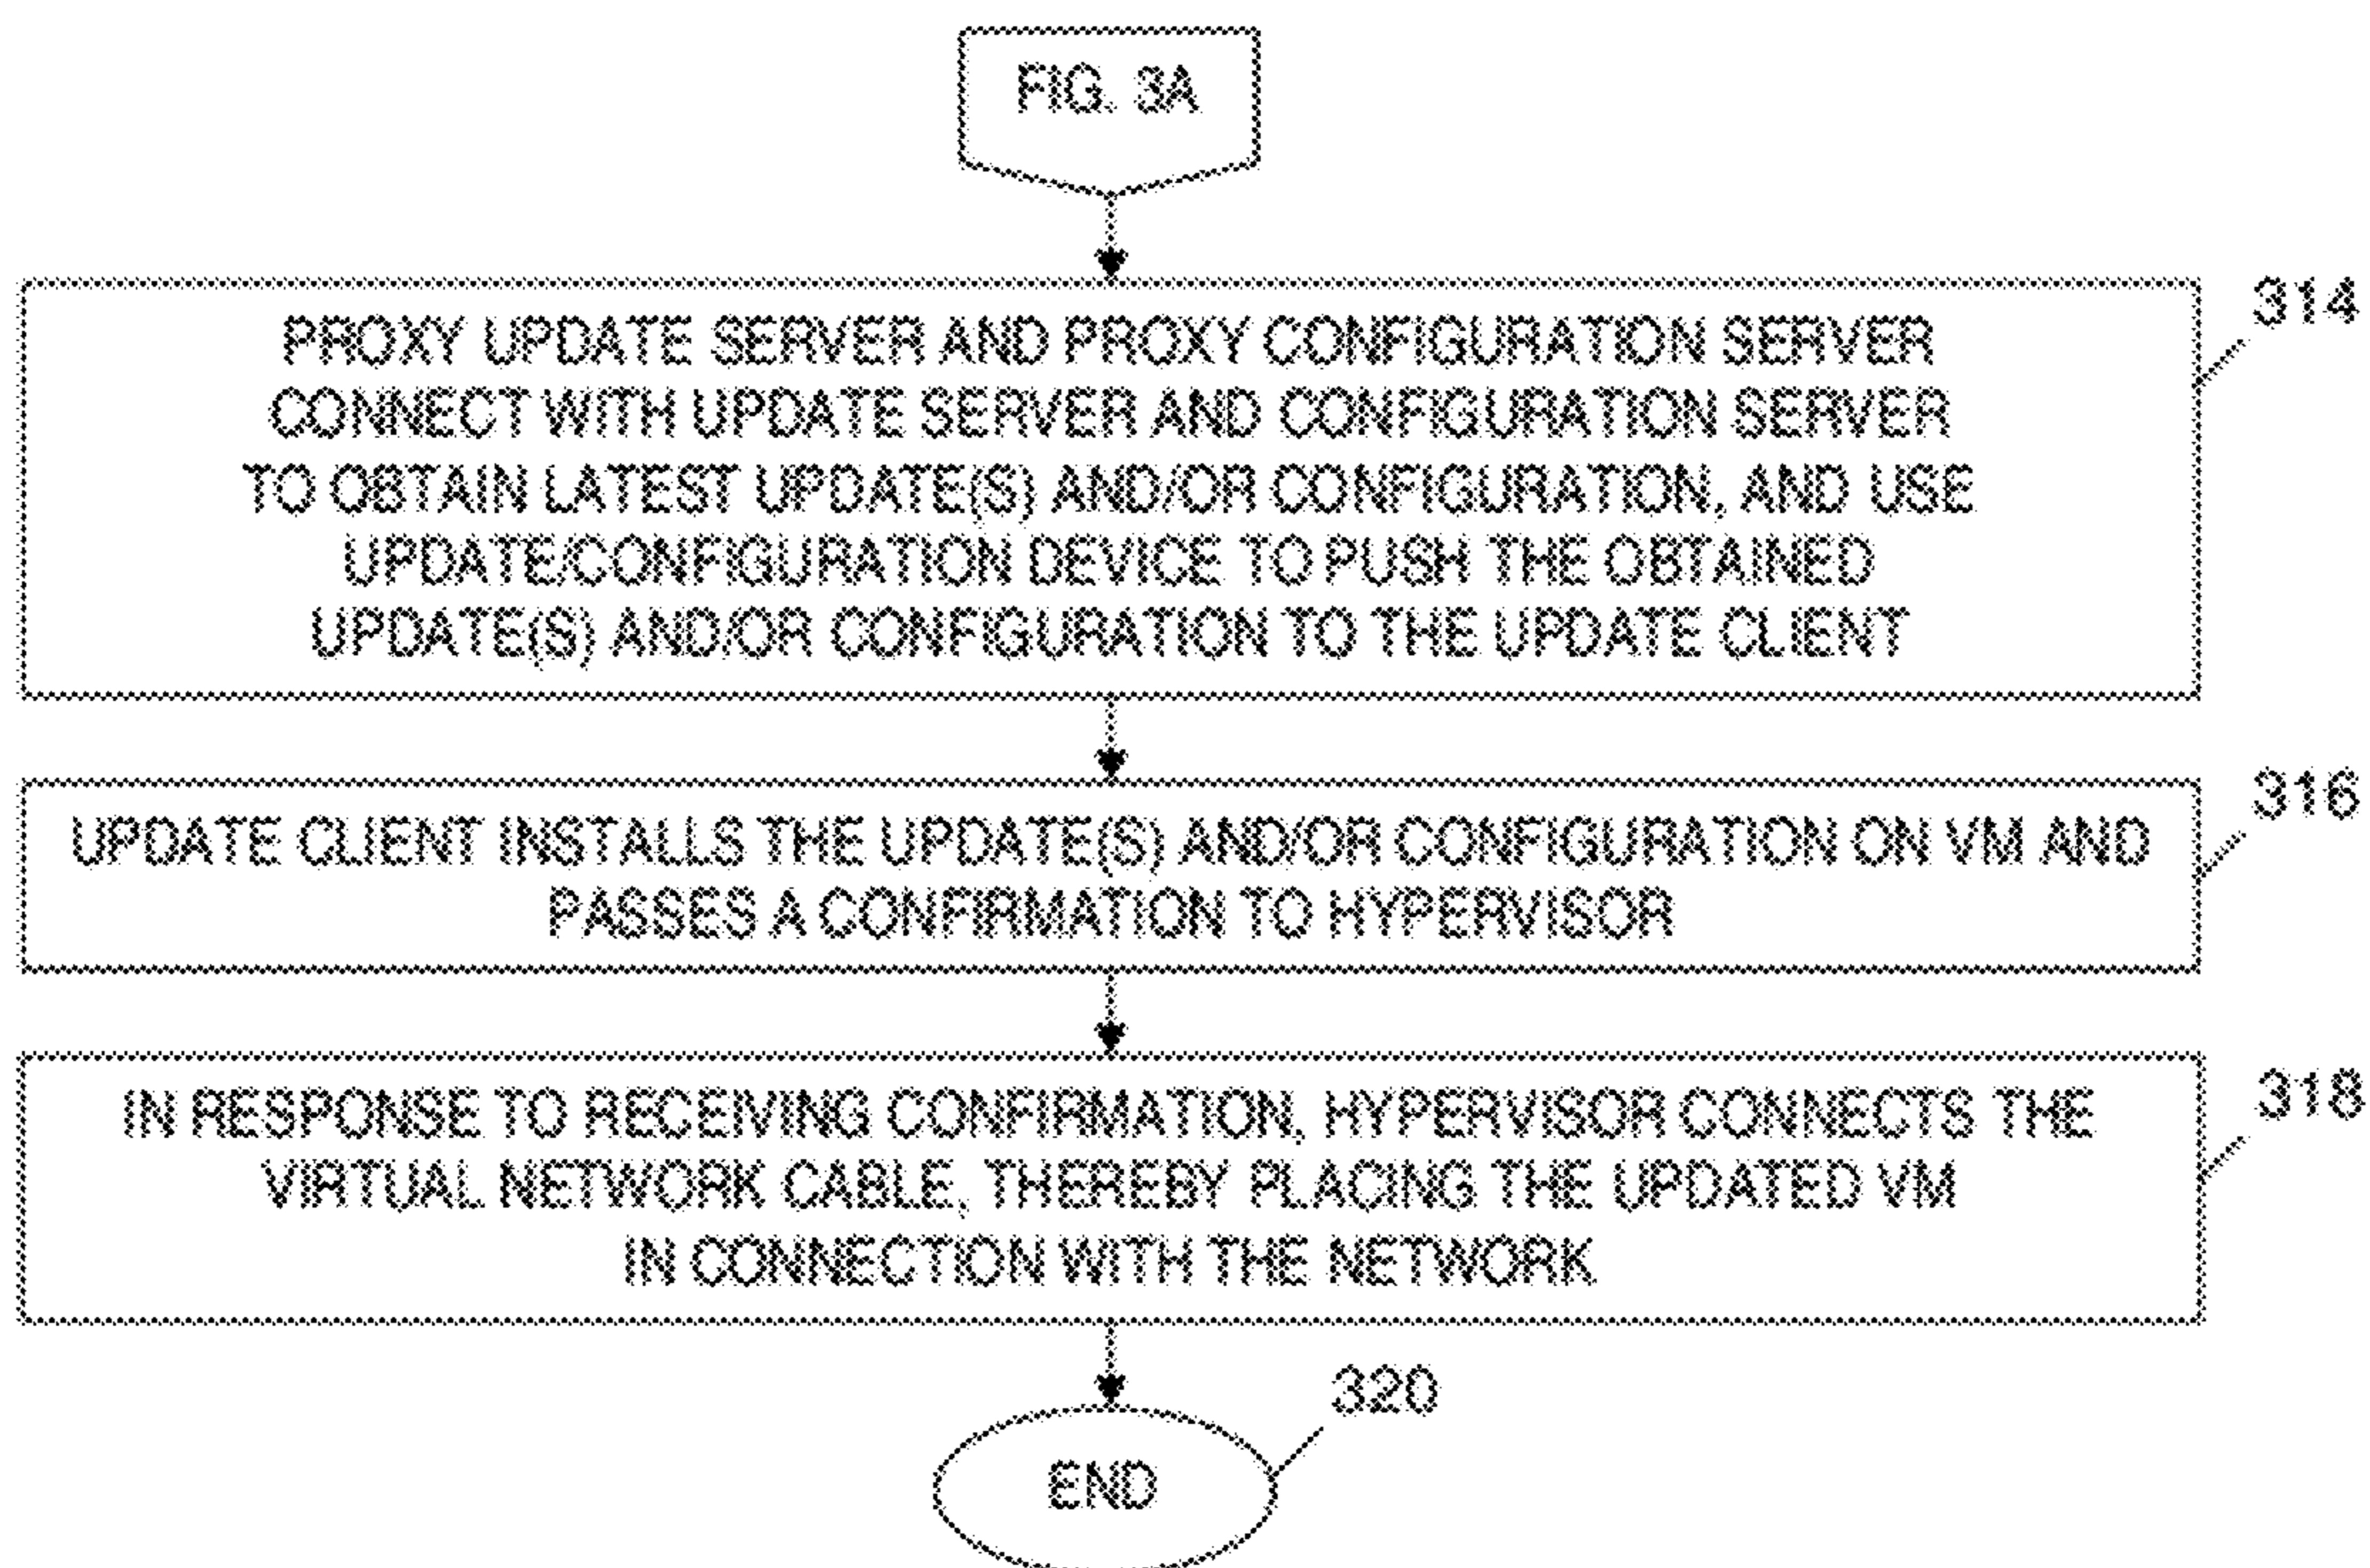 FIG. 3A
314
PROXY UPDATE SERVER AND PROXY CONFIGURATION SERVER
CONNECT WITH UPDATE SERVER AND CONFIGURATION SERVER
TO OBTAIN LATEST UPDATE(S) AND/OR CONFIGURATION, AND USE
UPDATE/CONFIGURATION DEVICE TO PUSH THE OBTAINED
UPDATE(S) AND/OR CONFIGURATION TO THE UPDATE CLIENT
316
UPDATE CLIENT INSTALLS THE UPDATE(S) AND/OR CONFIGURATION ON VM AND
PASSES A CONFIRMATION TO HYPERVISOR
318
IN RESPONSE TO RECEIVING CONFIRMATION, HYPERVISOR CONNECTS THE
VIRTUAL NETWORK CABLE, THEREBY PLACING THE UPDATED VM
IN CONNECTION WITH THE NETWORK
320
END